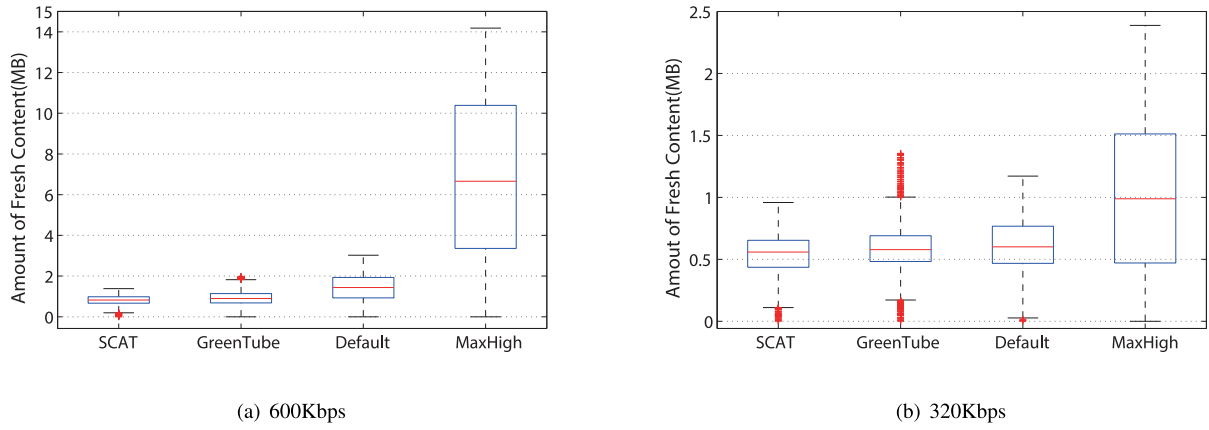 Amount of Fresh Content(MB)
15
14
12
10
8
6
4
2
0
SCAT GreenTube Default MaxHigh
(a) 600Kbps
Amout of Fresh Content(MB)
2.5
2
1.5
1
0.5
0
SCAT GreenTube Default MaxHigh
(b) 320Kbps